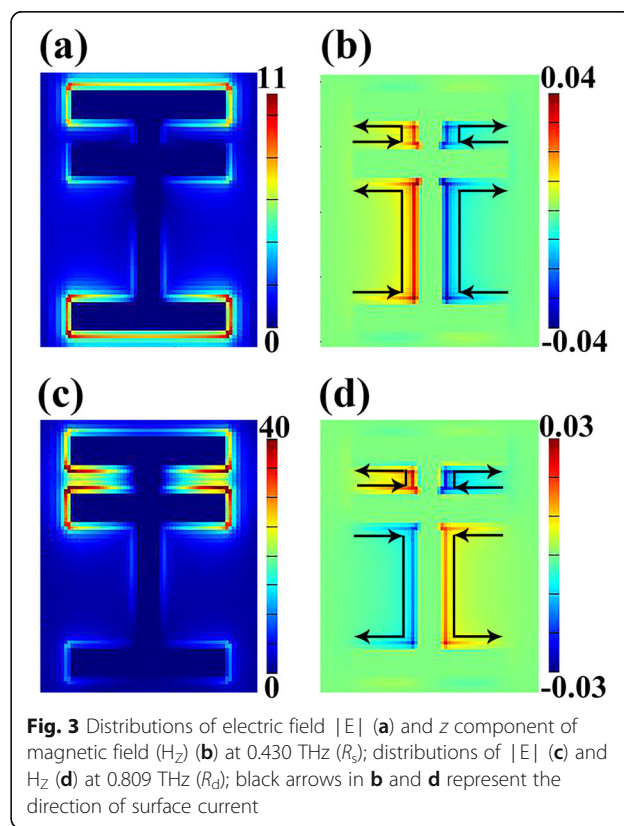 (a)
(b)
11
0
0.04
-0.04
(c)
(d)
40
0
0.03
-0.03
Fig. 3 Distributions of electric field |E| (a) and z component of
magnetic field (HZ) (b) at 0.430 THz (Rs); distributions of |E| (c) and
HZ (d) at 0.809 THz (Rd); black arrows in b and d represent the
direction of surface current